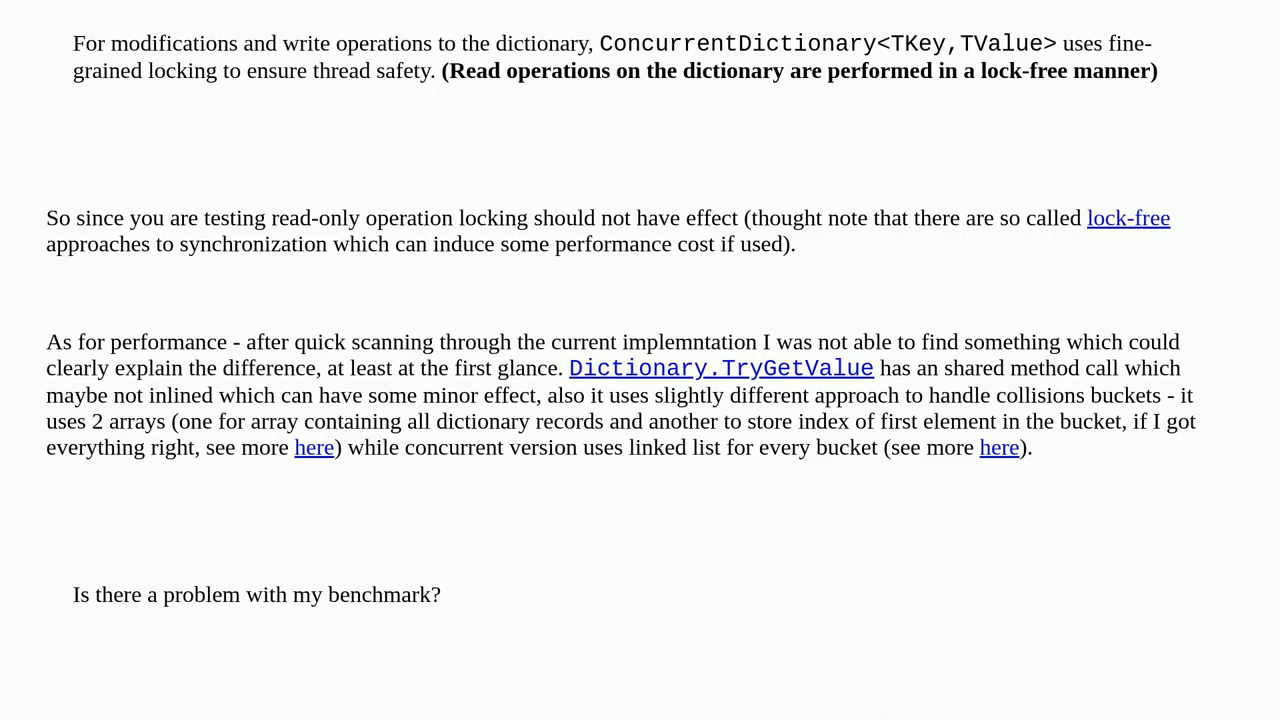 For modifications and write operations to the dictionary, ConcurrentDictionary<TKey,TValue> uses fine-
grained locking to ensure thread safety. (Read operations on the dictionary are performed in a lock-free manner)
So since you are testing read-only operation locking should not have effect (thought note that there are so called lock-free
approaches to synchronization which can induce some performance cost if used).
As for performance - after quick scanning through the current implemntation I was not able to find something which could
clearly explain the difference, at least at the first glance. Dictionary.TryGetValue has an shared method call which
maybe not inlined which can have some minor effect, also it uses slightly different approach to handle collisions buckets - it
uses 2 arrays (one for array containing all dictionary records and another to store index of first element in the bucket, if I got
everything right, see more here) while concurrent version uses linked list for every bucket (see more here).
Is there a problem with my benchmark?